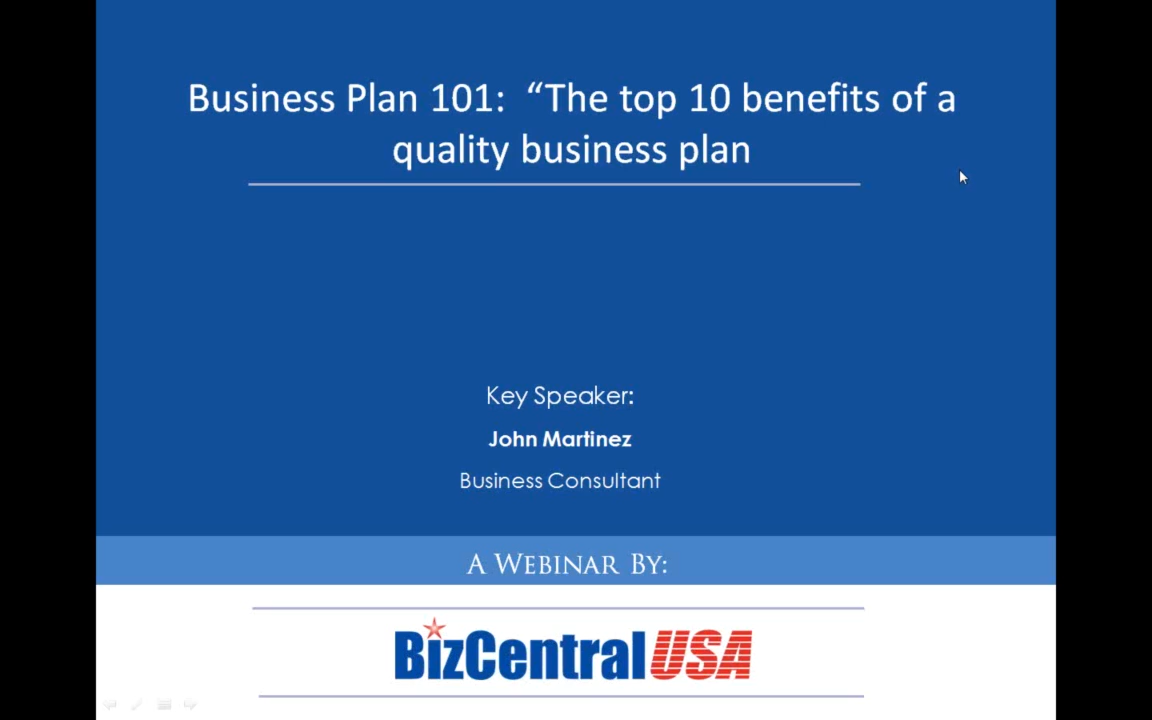 Business Plan 101:  “The top 10 benefits of a
quality business plan
Key Speaker:
John Martinez
Business Consultant
A Webinar By:
BizCentralUSA